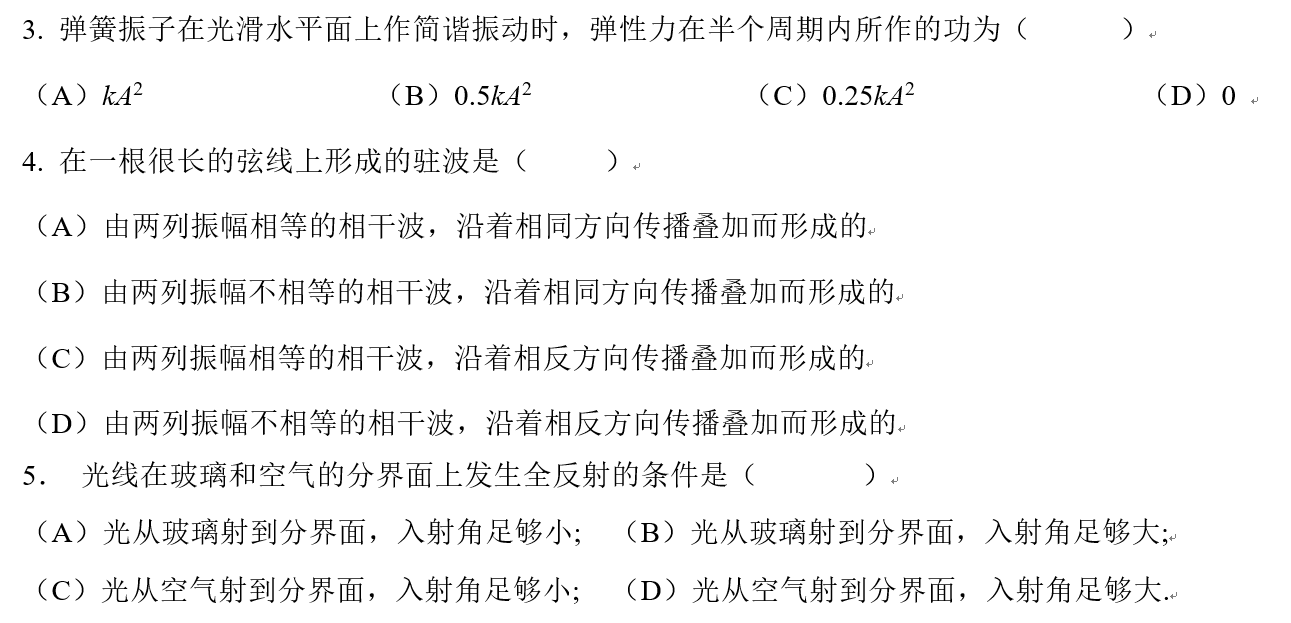 3. 弹簧振子在光滑水平面上作简谐振动时，弹性力在半个周期内所作的功为（ ）
（A）kA² （B）0.5kA² （C）0.25kA² （D）0
4. 在一根很长的弦线上形成的驻波是（ ）
（A）由两列振幅相等的相干波，沿着相同方向传播叠加而形成的
（B）由两列振幅不相等的相干波，沿着相同方向传播叠加而形成的
（C）由两列振幅相等的相干波，沿着相反方向传播叠加而形成的
（D）由两列振幅不相等的相干波，沿着相反方向传播叠加而形成的
5. 光线在玻璃和空气的分界面上发生全反射的条件是（ ）
（A）光从玻璃射到分界面，入射角足够小; （B）光从玻璃射到分界面，入射角足够大;
（C）光从空气射到分界面，入射角足够小; （D）光从空气射到分界面，入射角足够大.